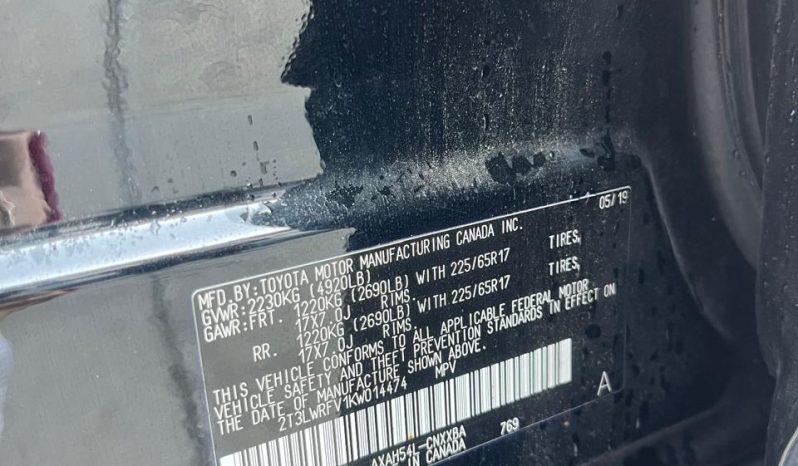 05/19
MFD.BY:TOYOTA MOTOR MANUFACTURING CANADA INC.
GVWR:2230KG (4920LB)
GAWR:FRT. 1220KG (2690LB) WITH 225/65R17 TIRES,
17X7.0J RIMS.
RR. 1220KG (2690LB) WITH 225/65R17 TIRES,
17X7.0J RIMS.
THIS VEHICLE CONFORMS TO ALL APPLICABLE FEDERAL MOTOR
VEHICLE SAFETY AND THEFT PREVENTION STANDARDS IN EFFECT ON
THE DATE OF MANUFACTURE SHOWN ABOVE.
2T3LWRFV1KW014474 MPV
A
AXAH54L-CNXXBA 769
IN CANADA